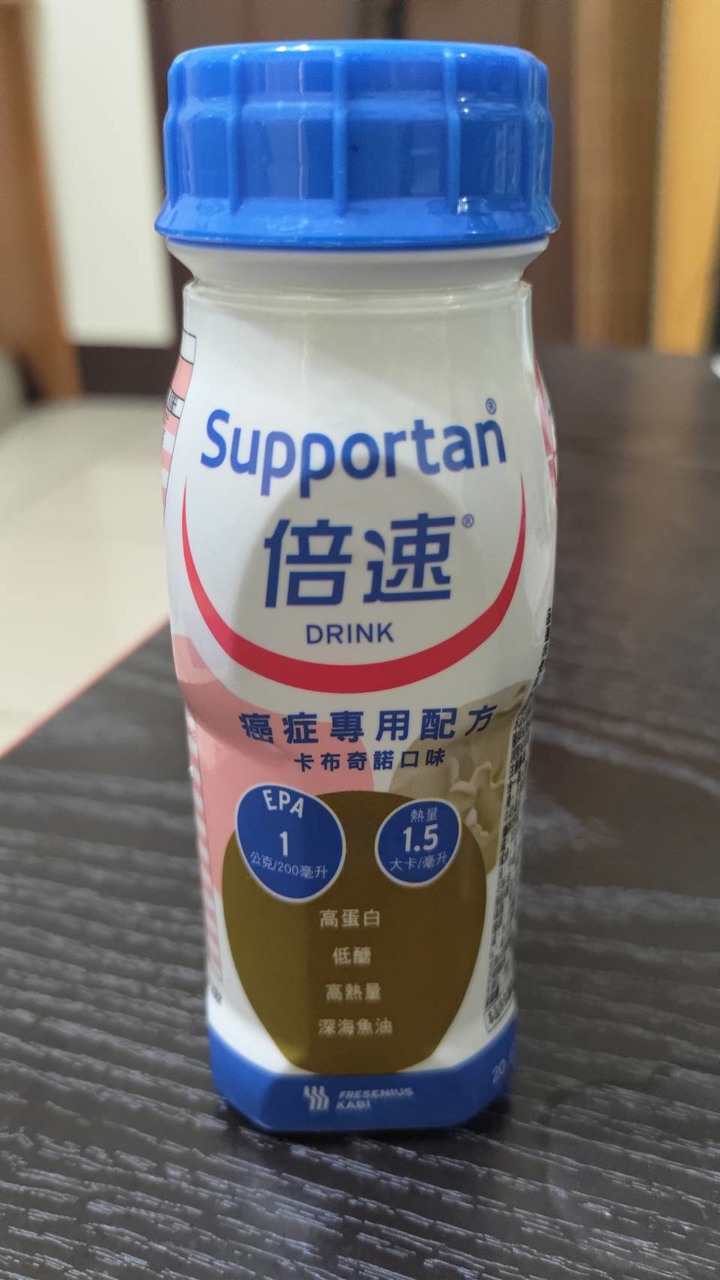 Supportan®
倍速®
DRINK
癌症專用配方
卡布奇諾口味
EPA
1
公克/200毫升
熱量
1.5
大卡/毫升
高蛋白
低醣
高熱量
深海魚油
FRESENIUS
KABI